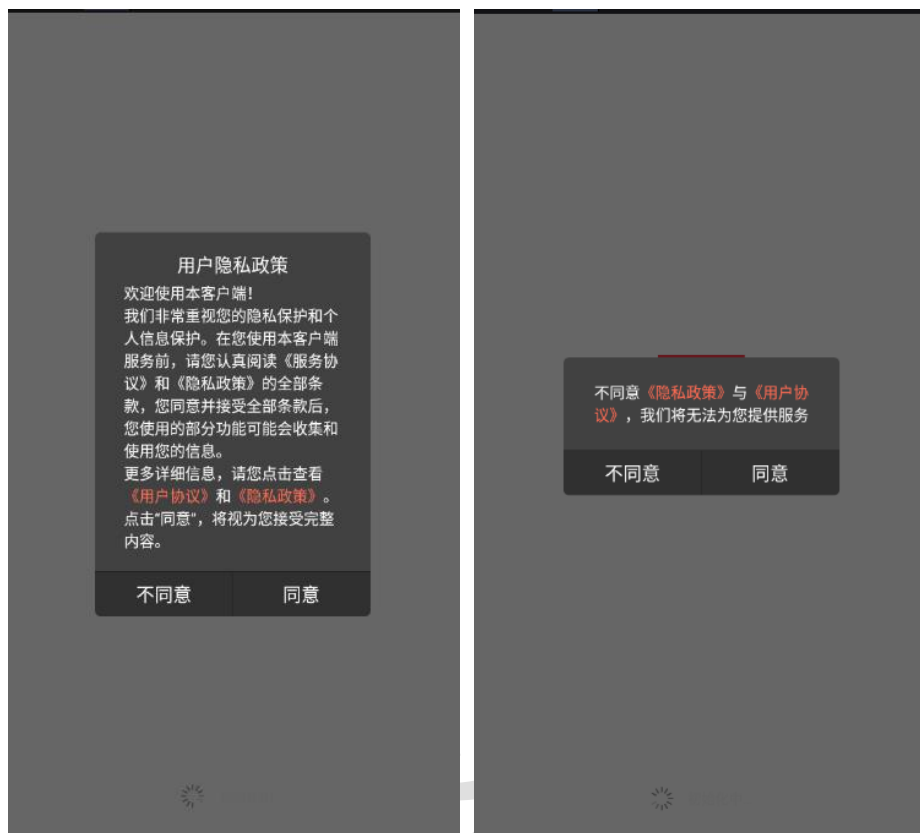 用户隐私政策
欢迎使用本客户端！
我们非常重视您的隐私保护和个
人信息保护。在您使用本客户端
服务前，请您认真阅读《服务协
议》和《隐私政策》的全部条
款，您同意并接受全部条款后，
您使用的部分功能可能会收集和
使用您的信息。
更多详细信息，请您点击查看
《用户协议》和《隐私政策》。
点击“同意”，将视为您接受完整
内容。
不同意
同意
不同意《隐私政策》与《用户协
议》，我们将无法为您提供服务
不同意
同意